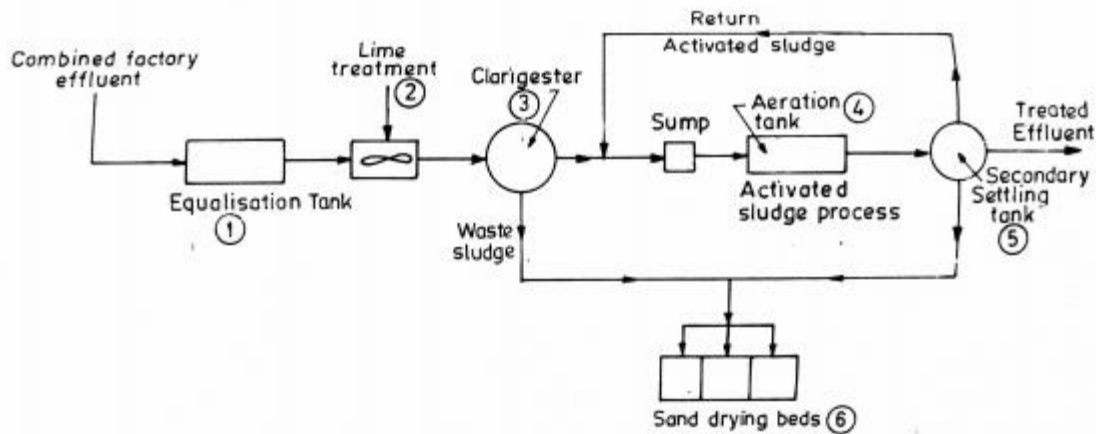 Combined factory
effluent
Lime
treatment
2
Clarigester
3
Return
Activated sludge
Sump
Aeration
tank
4
Treated
Effluent
Equalisation Tank
1
Activated
sludge process
Secondary
Settling
tank
5
Waste
sludge
Sand drying beds 6